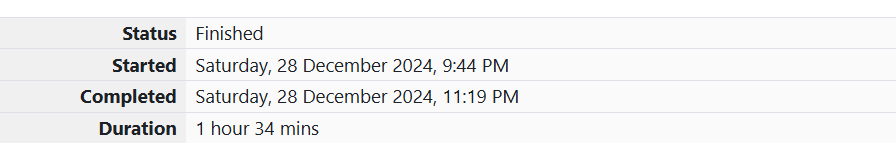 Status Finished
Started Saturday, 28 December 2024, 9:44 PM
Completed Saturday, 28 December 2024, 11:19 PM
Duration 1 hour 34 mins